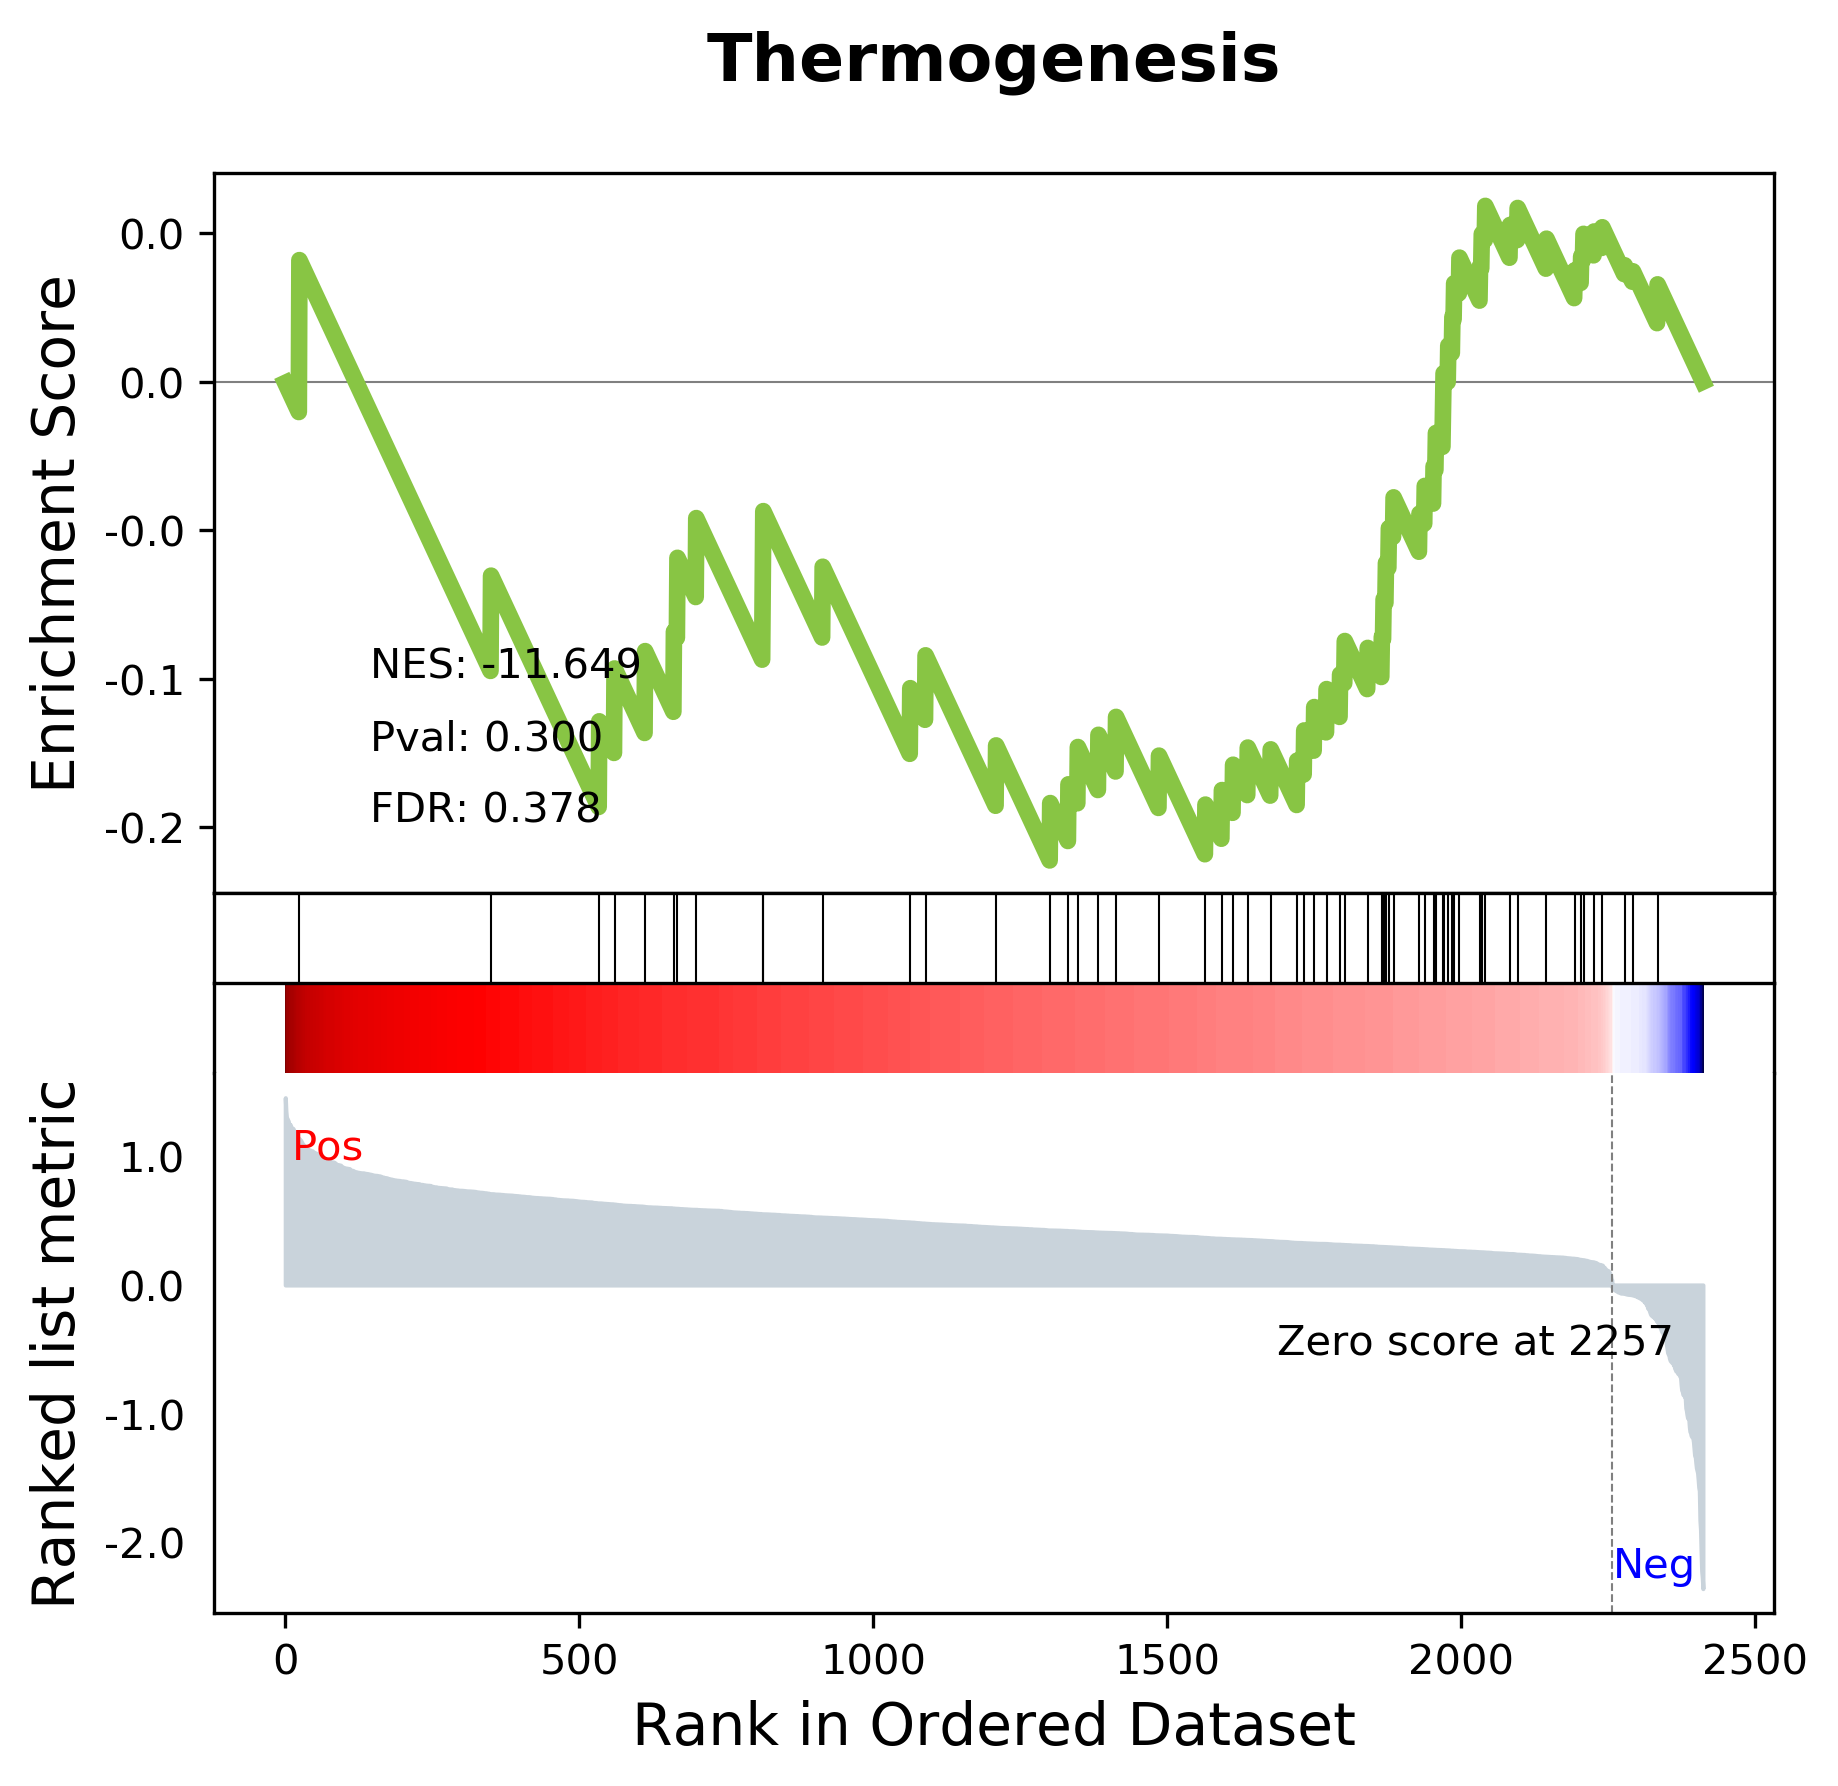 Thermogenesis
Enrichment Score
0.0
0.0
-0.0
-0.1
-0.2
NES: -11.649
Pval: 0.300
FDR: 0.378
Ranked list metric
1.0
0.0
-1.0
-2.0
Pos
Zero score at 2257
Neg
0 500 1000 1500 2000 2500
Rank in Ordered Dataset